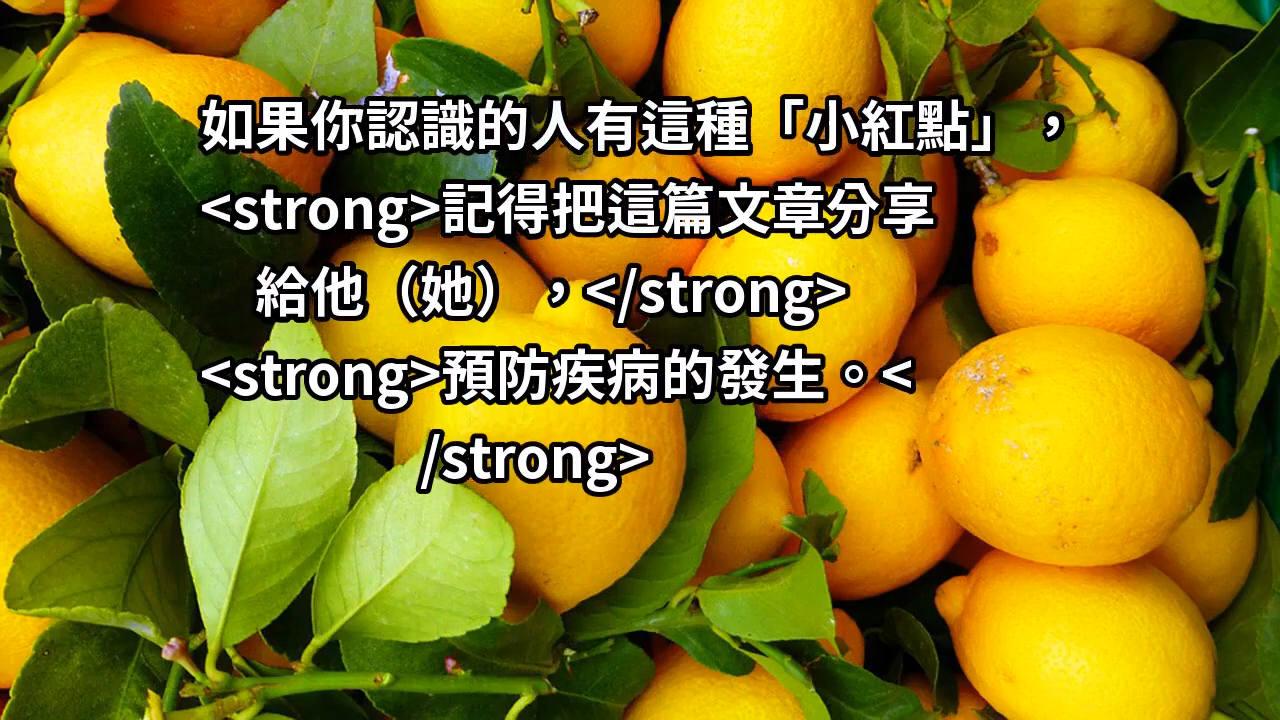 如果你認識的人有這種「小紅點」，
<strong>記得把這篇文章分享
給他（她），</strong>
<strong>預防疾病的發生。<
/strong>